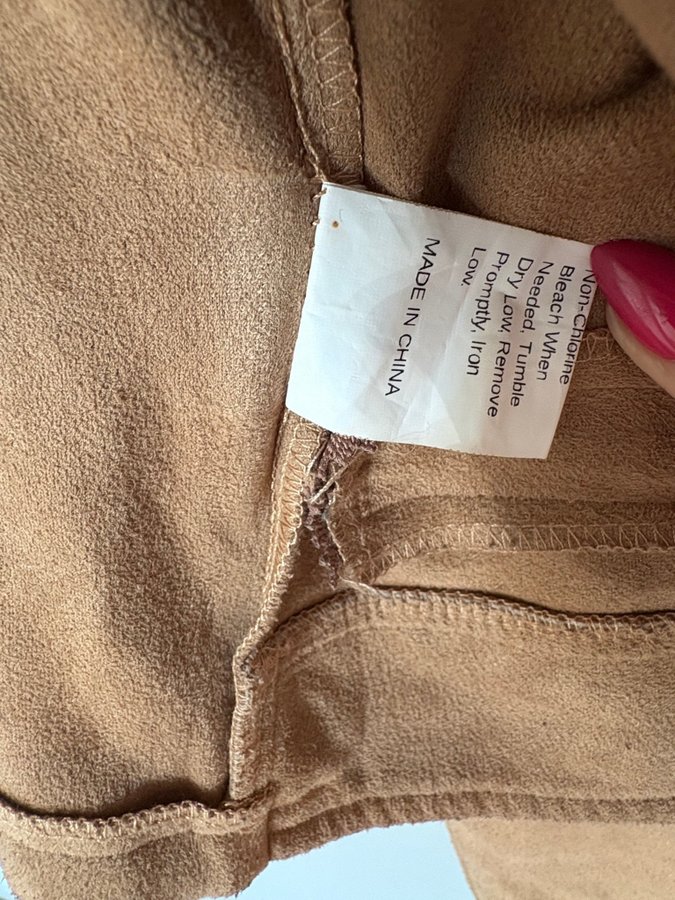 Non-Chlorine
Bleach When
Needed, Tumble
Dry Low, Remove
Promptly, Iron
Low.
MADE IN CHINA